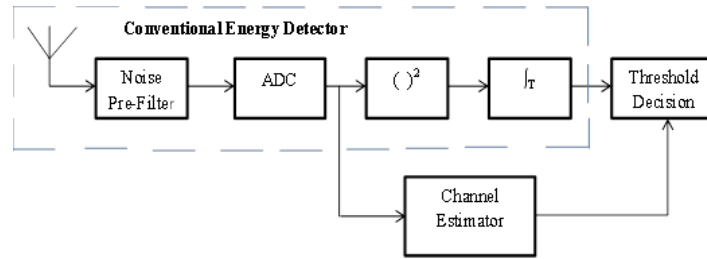 Conventional Energy Detector
Noise
Pre-Filter
ADC
( )²
∫T
Threshold
Decision
Channel
Estimator